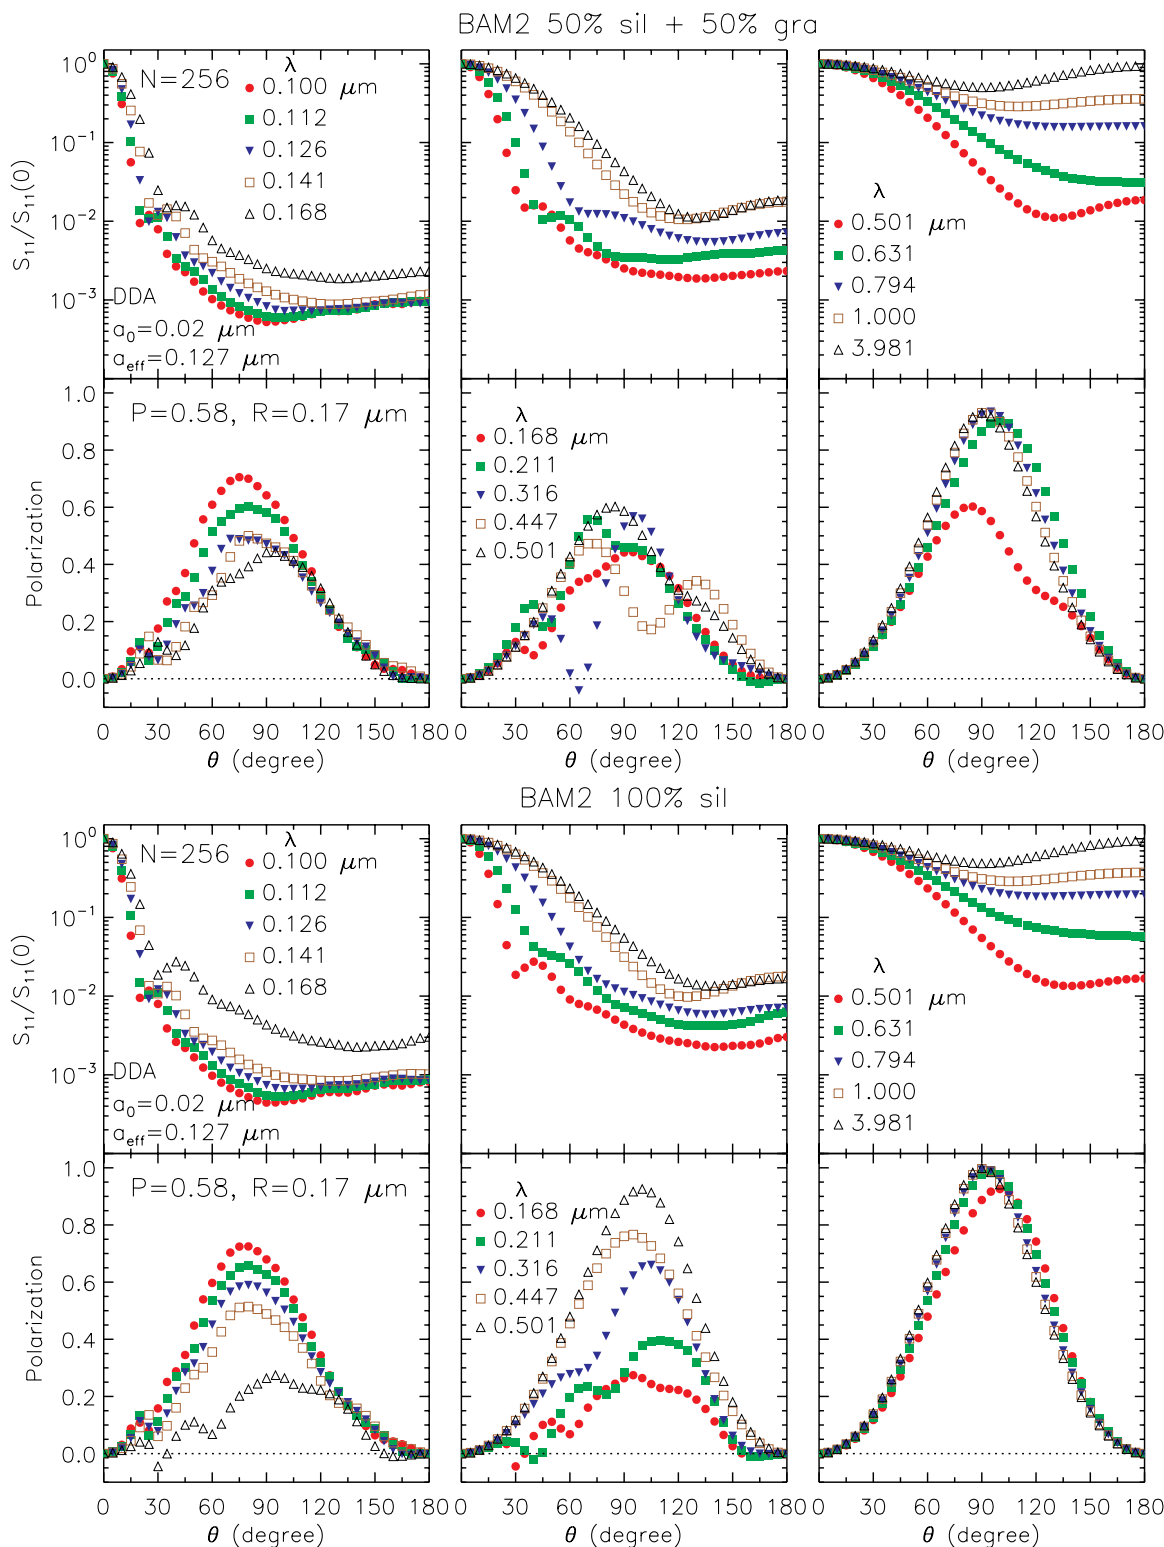 BAM2 50% sil + 50% gra
10⁰
10⁻¹
10⁻²
10⁻³
S₁₁/S₁₁(0)
N=256
λ
0.100 μm
0.112
0.126
0.141
0.168
DDA
a₀=0.02 μm
a_eff=0.127 μm
λ
0.501 μm
0.631
0.794
1.000
3.981
1.0
0.8
0.6
0.4
0.2
0.0
Polarization
P=0.58, R=0.17 μm
λ
0.168 μm
0.211
0.316
0.447
0.501
0 30 60 90 120 150 180
0 30 60 90 120 150 180
0 30 60 90 120 150 180
θ (degree)
θ (degree)
θ (degree)
BAM2 100% sil
10⁰
10⁻¹
10⁻²
10⁻³
S₁₁/S₁₁(0)
N=256
λ
0.100 μm
0.112
0.126
0.141
0.168
DDA
a₀=0.02 μm
a_eff=0.127 μm
λ
0.501 μm
0.631
0.794
1.000
3.981
1.0
0.8
0.6
0.4
0.2
0.0
Polarization
P=0.58, R=0.17 μm
λ
0.168 μm
0.211
0.316
0.447
0.501
0 30 60 90 120 150 180
0 30 60 90 120 150 180
0 30 60 90 120 150 180
θ (degree)
θ (degree)
θ (degree)